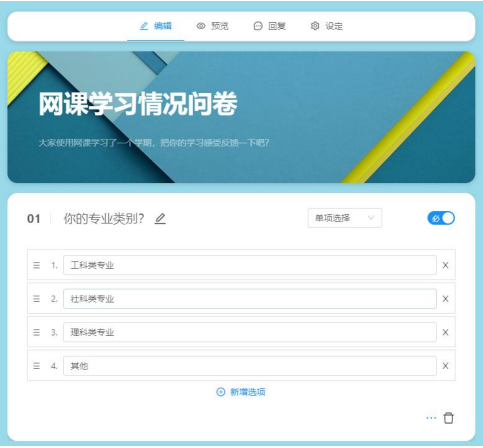 编辑 预览 回复 设定
网课学习情况问卷
大家使用网课学习了一个学期，把你的学习感受反馈一下吧？
01 你的专业类别？ 单项选择 必
1. 工科类专业 X
2. 社科类专业 X
3. 理科类专业 X
4. 其他 X
新增选项